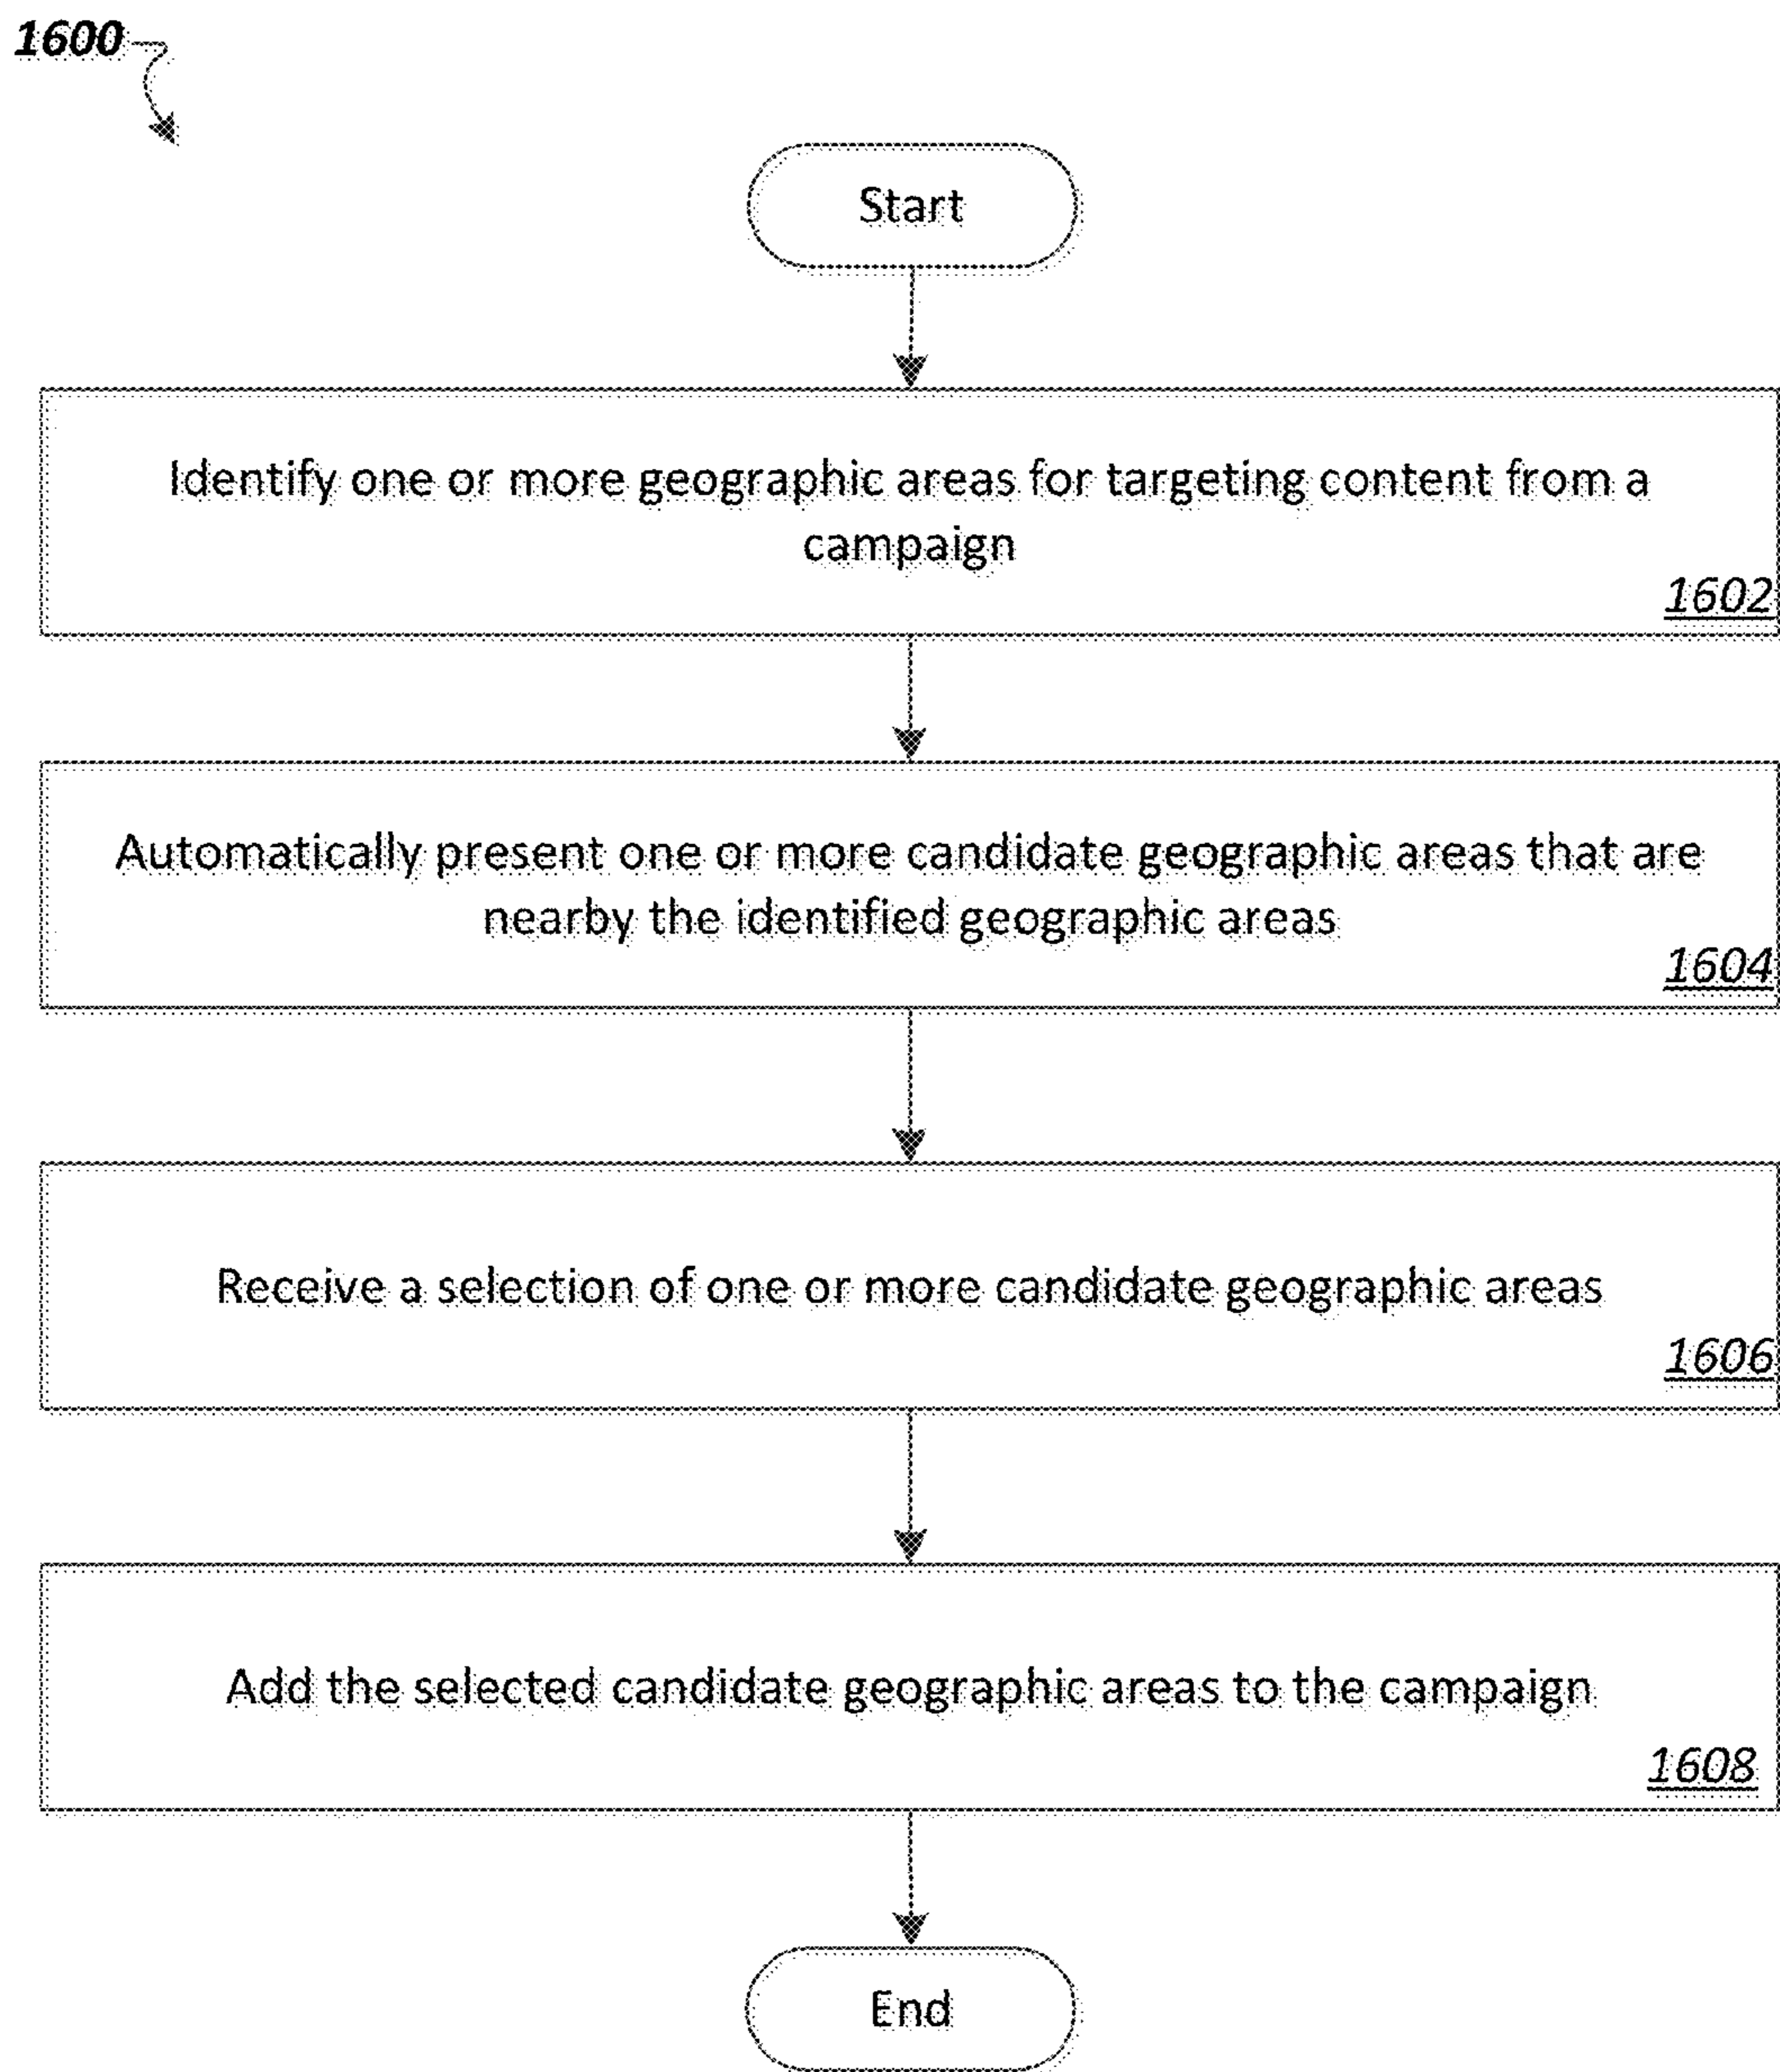 1600
Start
Identify one or more geographic areas for targeting content from a
campaign
1602
Automatically present one or more candidate geographic areas that are
nearby the identified geographic areas
1604
Receive a selection of one or more candidate geographic areas
1606
Add the selected candidate geographic areas to the campaign
1608
End